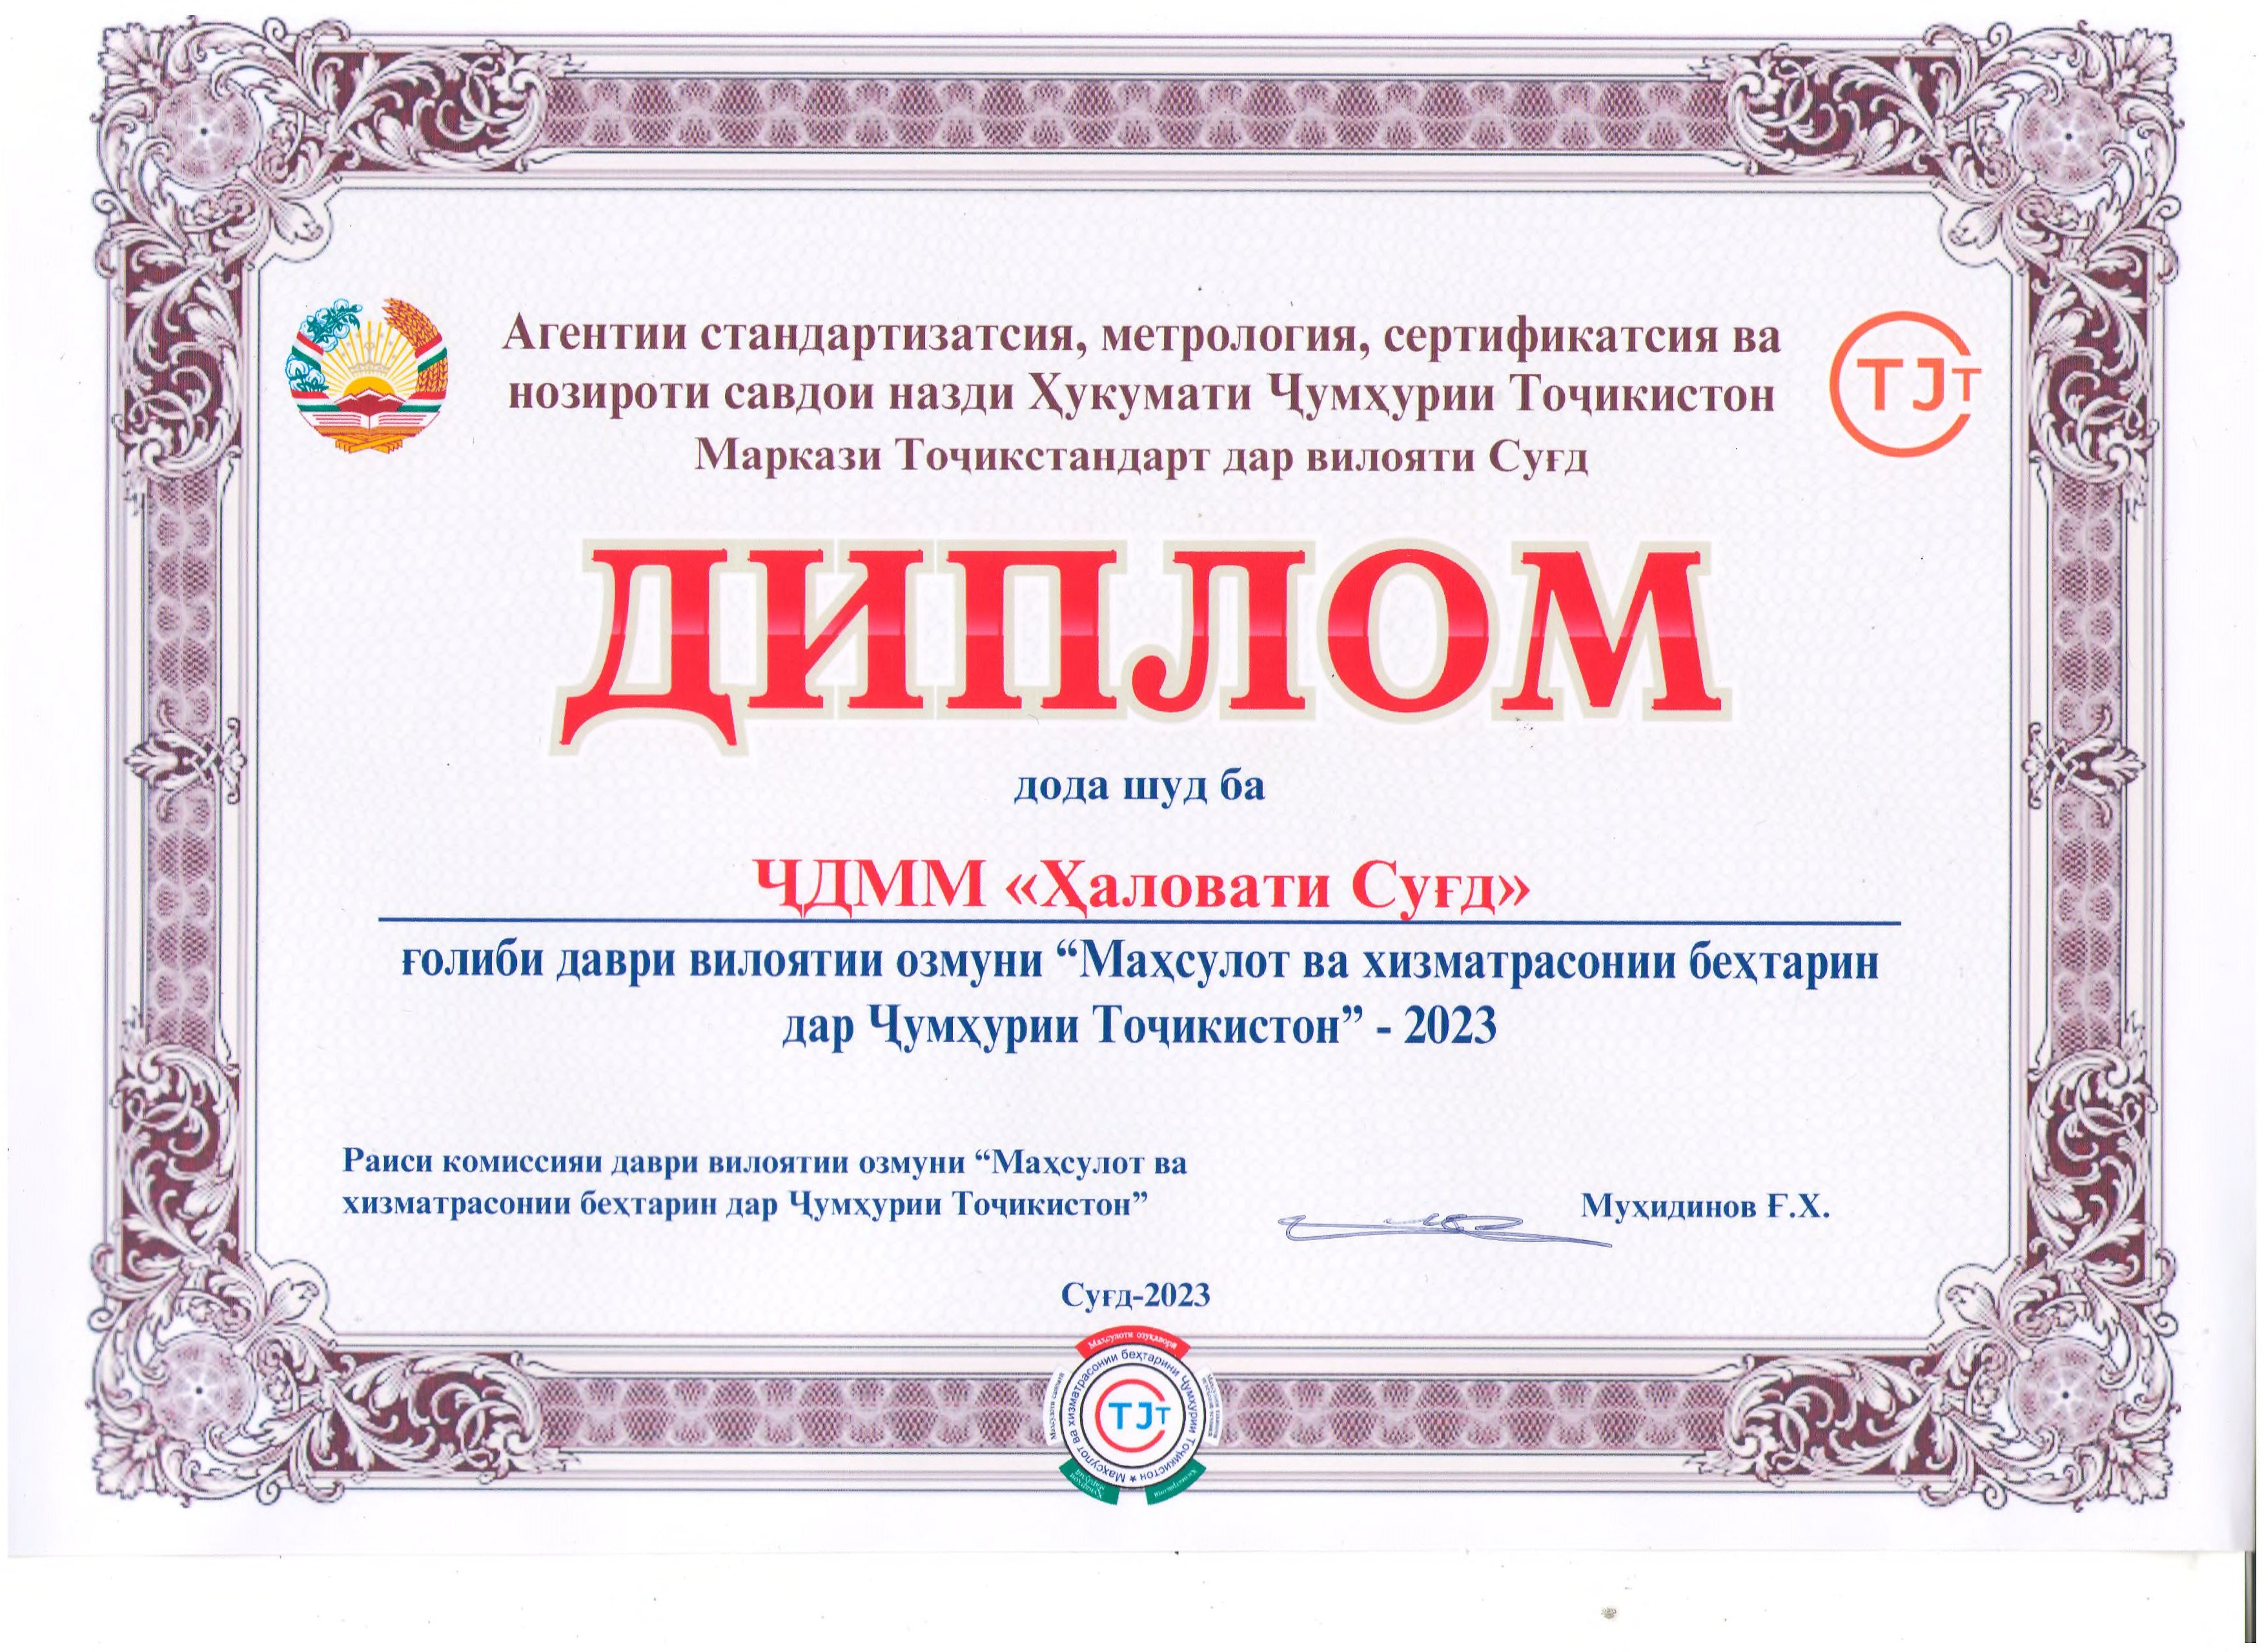 Агентии стандартизатсия, метрология, сертификатсия ва
нозироти савдои назди Ҳукумати Ҷумҳурии Тоҷикистон
Маркази Тоҷикстандарт дар вилояти Суғд
TJT
ДИПЛОМ
дода шуд ба
ҶДММ «Ҳаловати Суғд»
ғолиби даври вилоятии озмуни “Маҳсулот ва хизматрасонии беҳтарин
дар Ҷумҳурии Тоҷикистон” - 2023
Раиси комиссияи даври вилоятии озмуни “Маҳсулот ва
хизматрасонии беҳтарин дар Ҷумҳурии Тоҷикистон”
Муҳидинов Ғ.Х.
Суғд-2023
Маҳсулоти озуқаворӣ
Маҳсулот ва хизматрасонии беҳтарини Ҷумҳурии Тоҷикистон
TJT